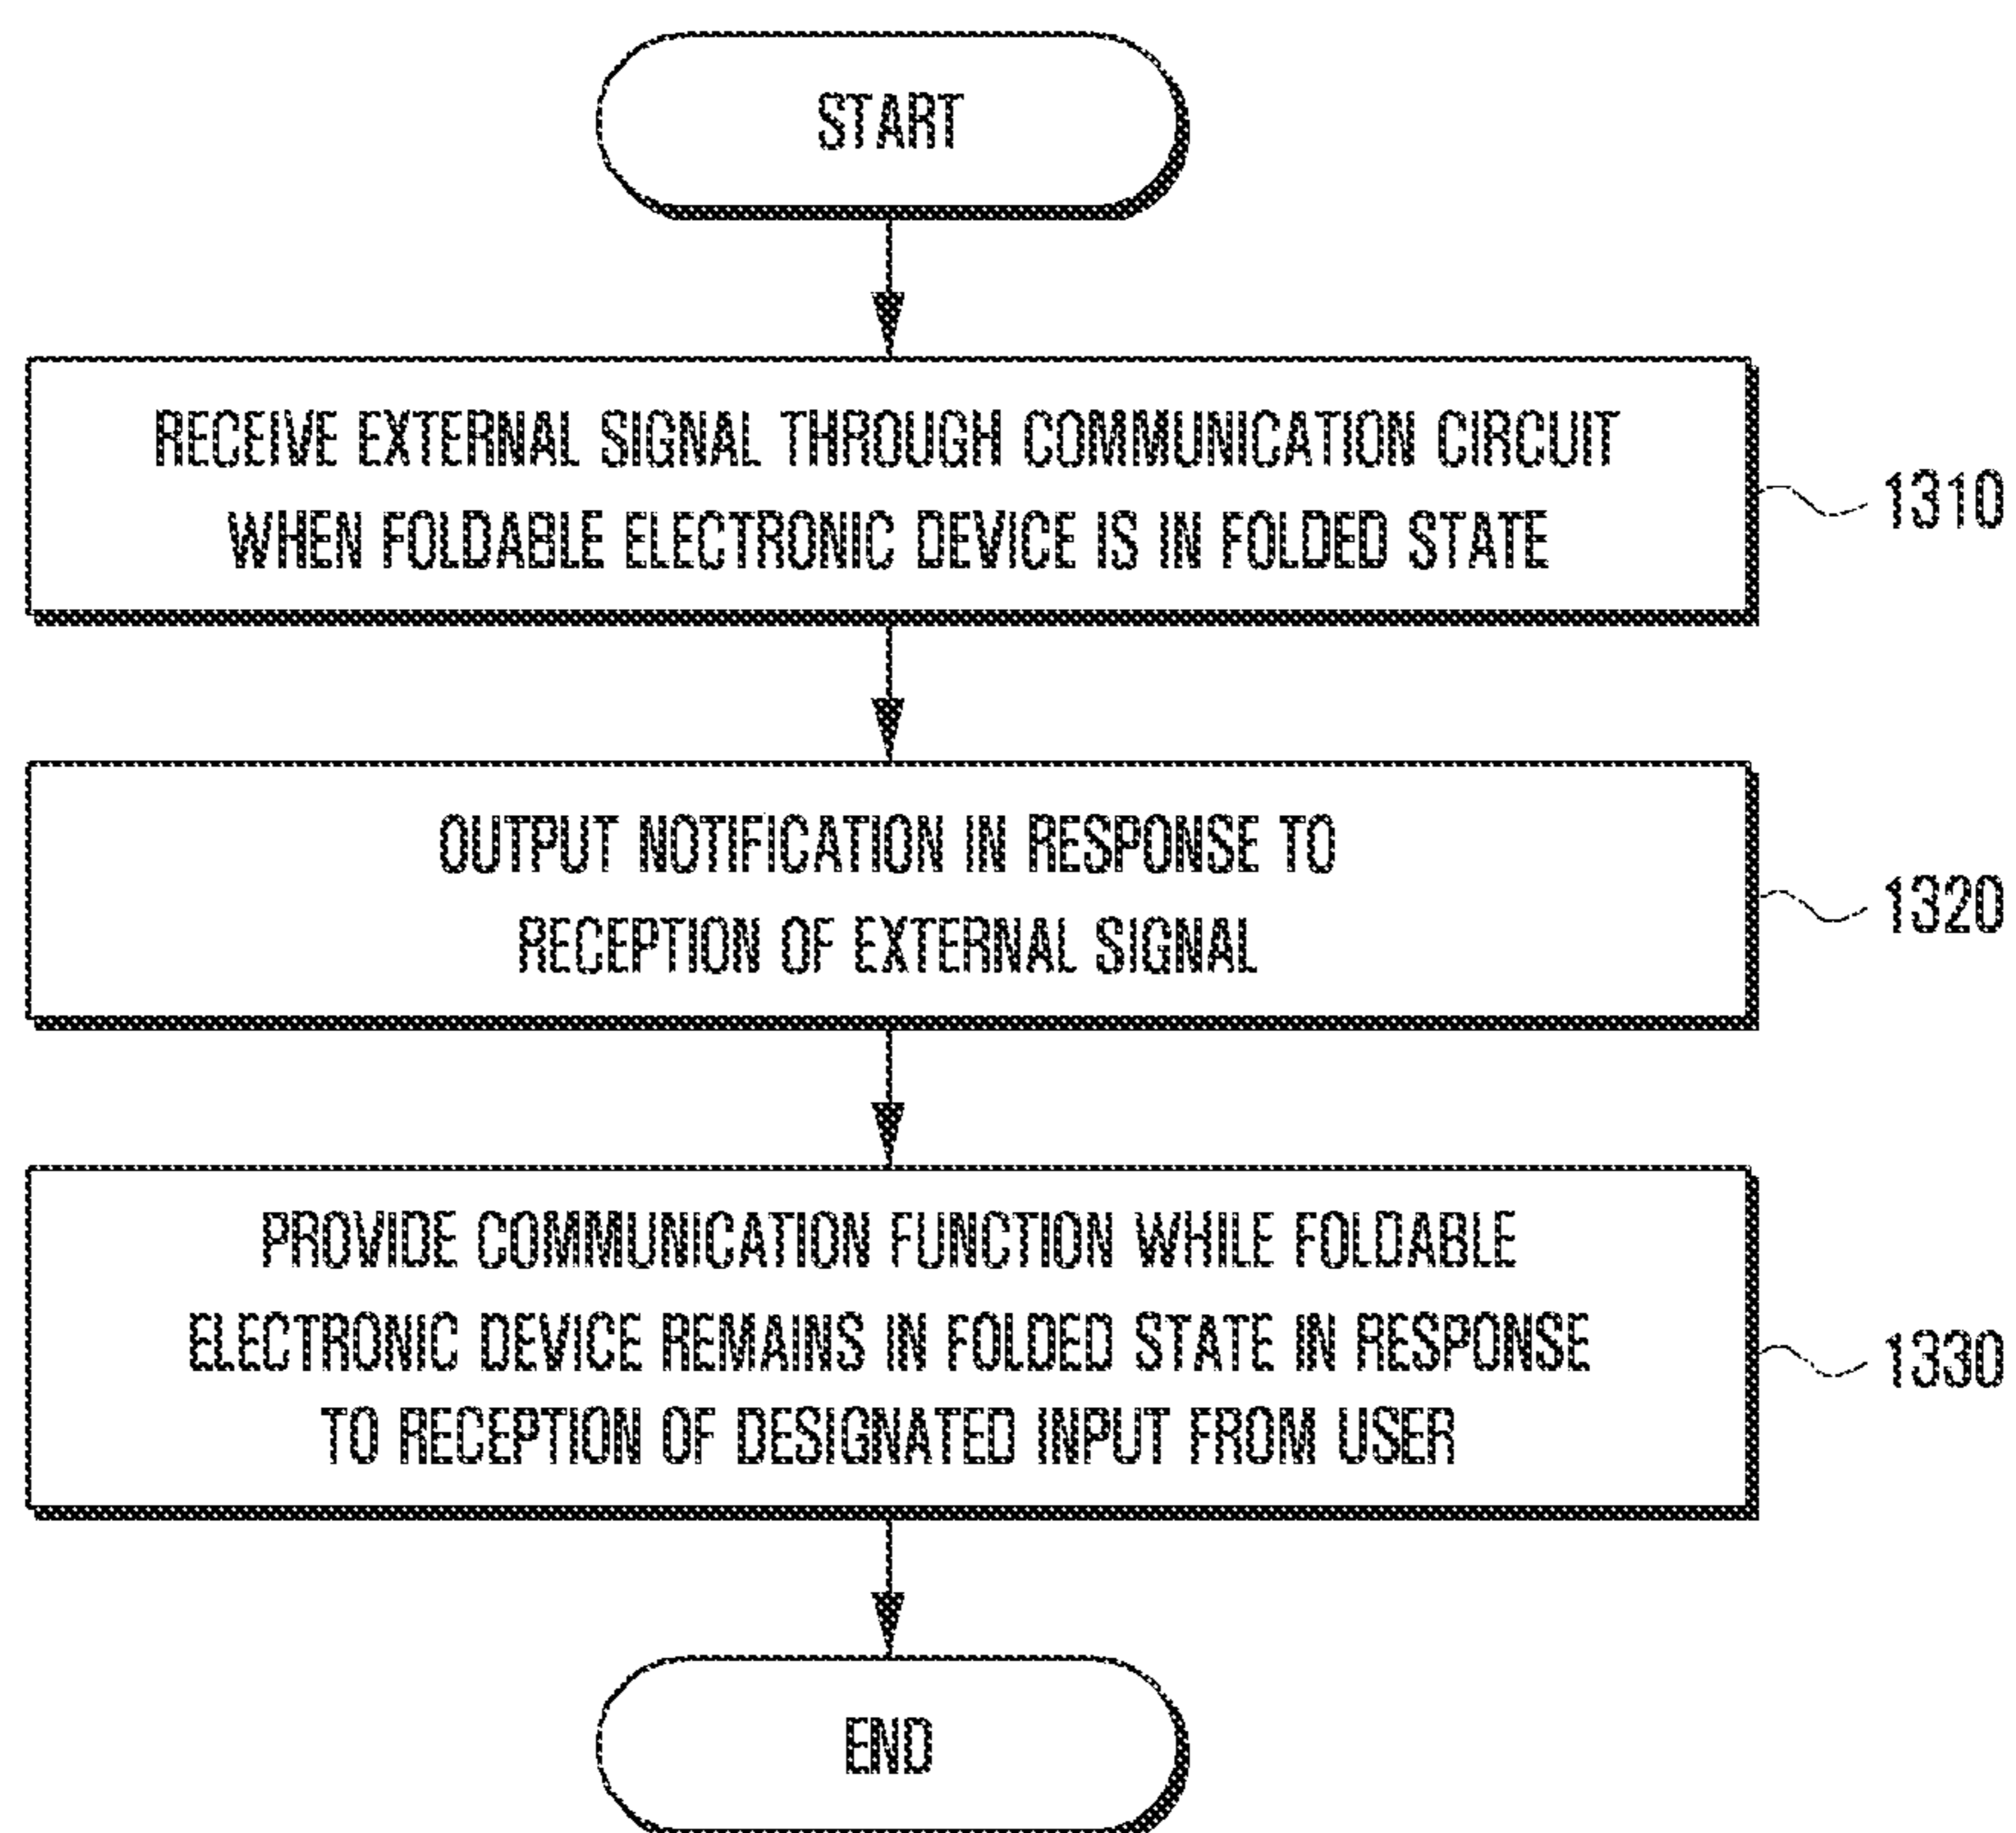 START
RECEIVE EXTERNAL SIGNAL THROUGH COMMUNICATION CIRCUIT
WHEN FOLDABLE ELECTRONIC DEVICE IS IN FOLDED STATE
1310
OUTPUT NOTIFICATION IN RESPONSE TO
RECEPTION OF EXTERNAL SIGNAL
1320
PROVIDE COMMUNICATION FUNCTION WHILE FOLDABLE
ELECTRONIC DEVICE REMAINS IN FOLDED STATE IN RESPONSE
TO RECEPTION OF DESIGNATED INPUT FROM USER
1330
END